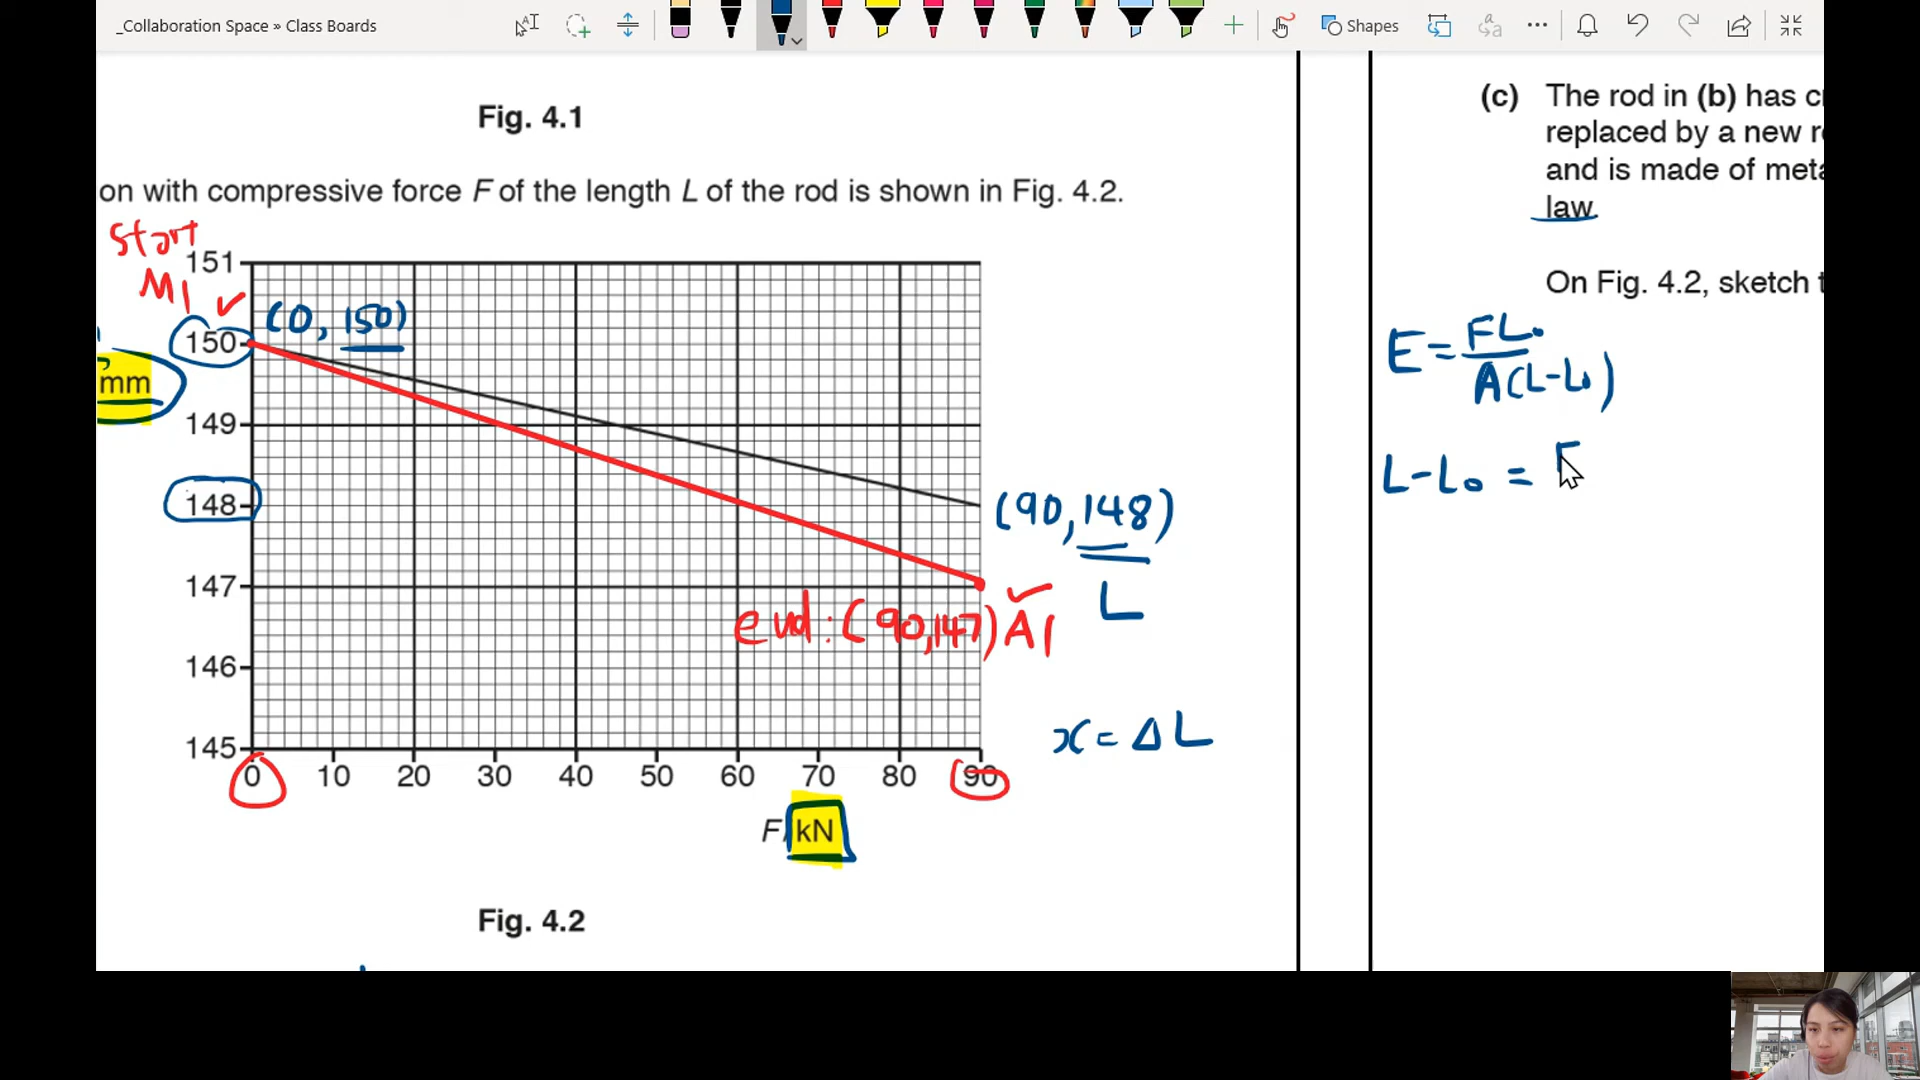 _Collaboration Space » Class Boards
Shapes
Fig. 4.1
on with compressive force F of the length L of the rod is shown in Fig. 4.2.
start
M1 ✓
151
(0, 150)
150
mm
149
148
(90, 148)
L
147
end: (90,147) A1 ✓
146
x = ΔL
145
0 10 20 30 40 50 60 70 80 90
F/kN
Fig. 4.2
(c) The rod in (b) has c
replaced by a new r
and is made of meta
law
On Fig. 4.2, sketch t
E = FL₀
A(L-L₀)
L-L₀ = F